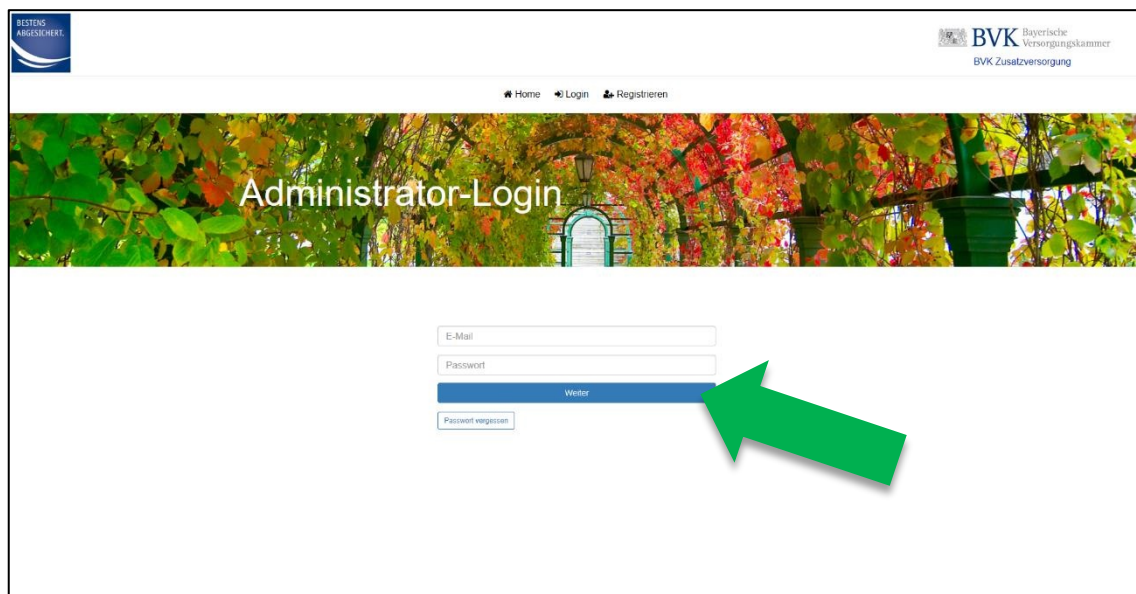 BESTENS
ABGESICHERT.
BVK Bayerische
Versorgungskammer
BVK Zusatzversorgung
Home Login Registrieren
Administrator-Login
E-Mail
Passwort
Weiter
Passwort vergessen